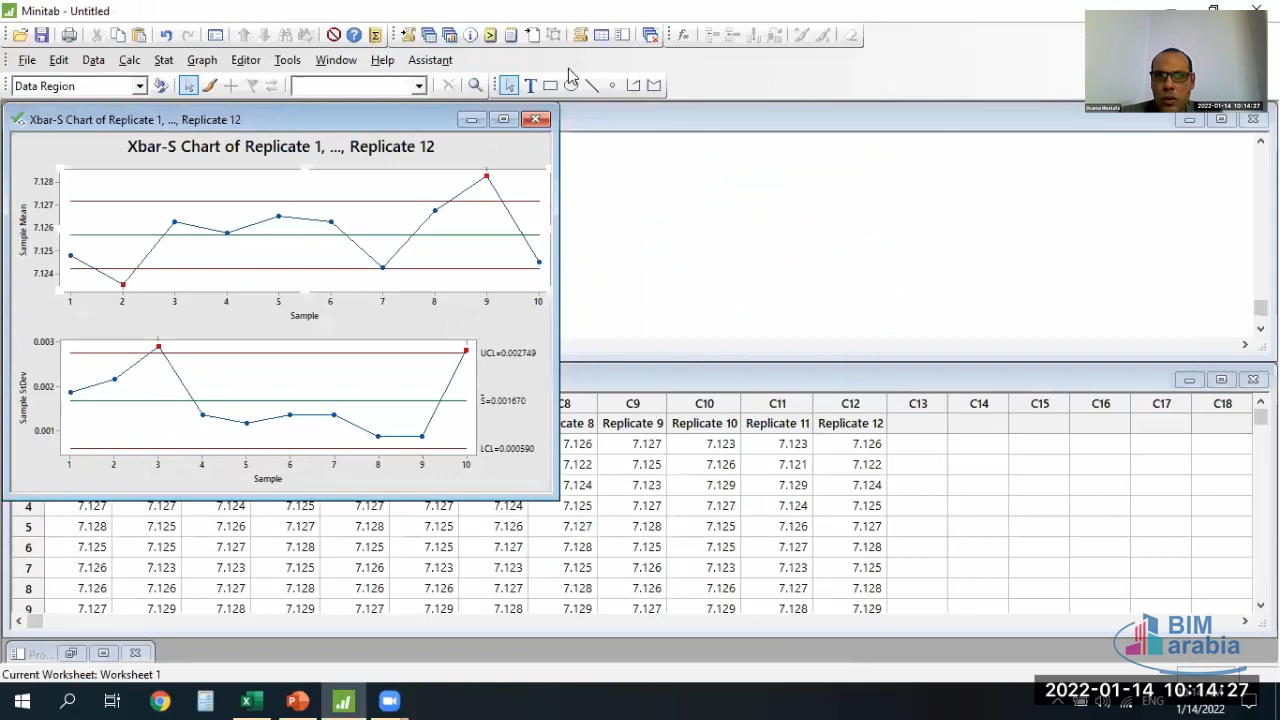 Minitab - Untitled
File Edit Data Calc Stat Graph Editor Tools Window Help Assistant
Data Region
T
Osama Mostafa
2022-01-14 10:14:27
Xbar-S Chart of Replicate 1, ..., Replicate 12
Xbar-S Chart of Replicate 1, ..., Replicate 12
Sample Mean
7.128
7.127
7.126
7.125
7.124
1 2 3 4 5 6 7 8 9 10
Sample
Sample StDev
0.003
0.002
0.001
UCL=0.002749
S=0.001670
LCL=0.000590
1 2 3 4 5 6 7 8 9 10
Sample
C8 C9 C10 C11 C12 C13 C14 C15 C16 C17 C18
cate 8 Replicate 9 Replicate 10 Replicate 11 Replicate 12
7.126 7.127 7.123 7.123 7.126
7.122 7.125 7.126 7.121 7.122
7.124 7.123 7.129 7.129 7.124
4 7.127 7.127 7.124 7.125 7.127 7.127 7.124 7.125 7.127 7.127 7.124 7.125
5 7.128 7.125 7.126 7.127 7.128 7.125 7.126 7.127 7.128 7.125 7.126 7.127
6 7.125 7.125 7.127 7.128 7.125 7.125 7.127 7.128 7.125 7.125 7.127 7.128
7 7.126 7.123 7.123 7.125 7.126 7.123 7.123 7.125 7.126 7.123 7.123 7.125
8 7.126 7.126 7.127 7.128 7.126 7.126 7.127 7.128 7.126 7.126 7.127 7.128
9 7.127 7.129 7.128 7.129 7.127 7.129 7.128 7.129 7.127 7.129 7.128 7.129
Pro...
BIM
arabia
Current Worksheet: Worksheet 1
2022-01-14 10:14:27
ENG
1/14/2022